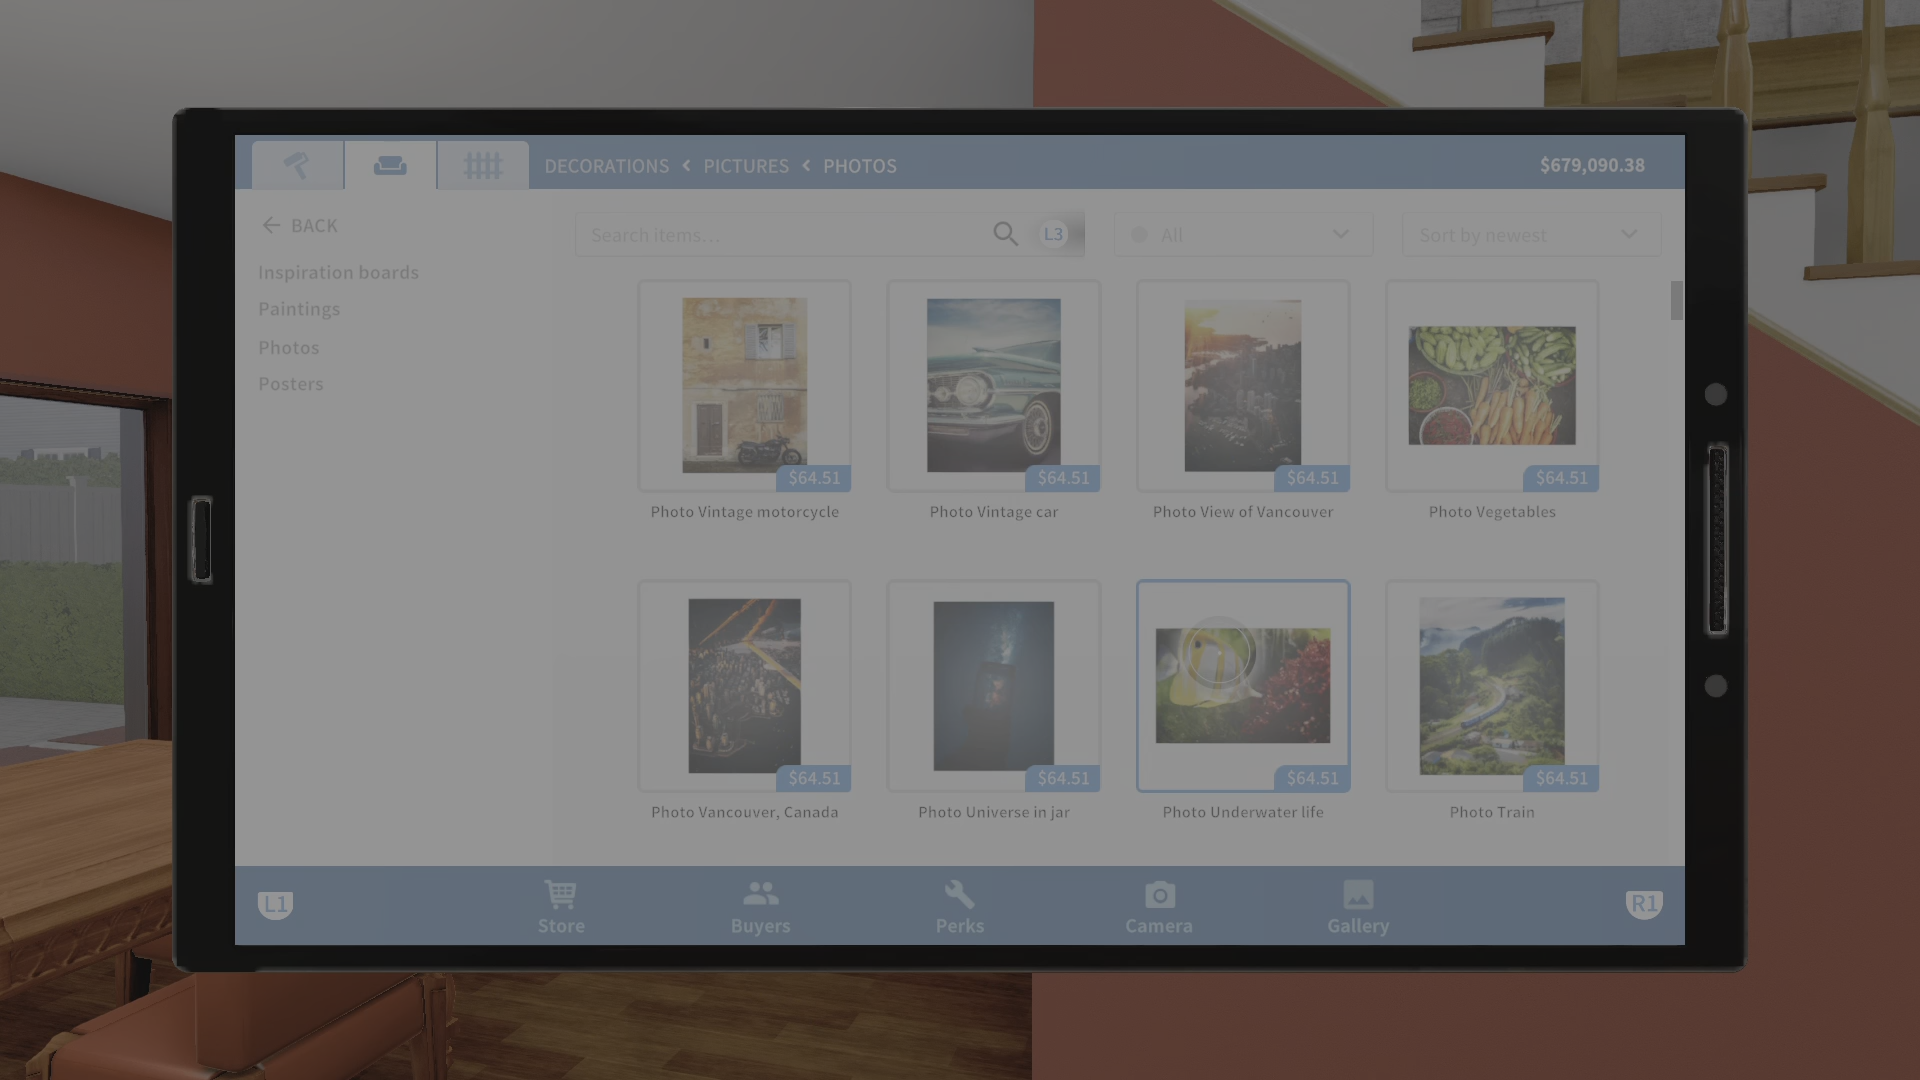 DECORATIONS < PICTURES < PHOTOS
$679,090.38
BACK
Search items...
L3
All
Sort by newest
Inspiration boards
Paintings
Photos
Posters
$64.51
$64.51
$64.51
$64.51
Photo Vintage motorcycle
Photo Vintage car
Photo View of Vancouver
Photo Vegetables
$64.51
$64.51
$64.51
$64.51
Photo Vancouver, Canada
Photo Universe in jar
Photo Underwater life
Photo Train
L1
Store
Buyers
Perks
Camera
Gallery
R1